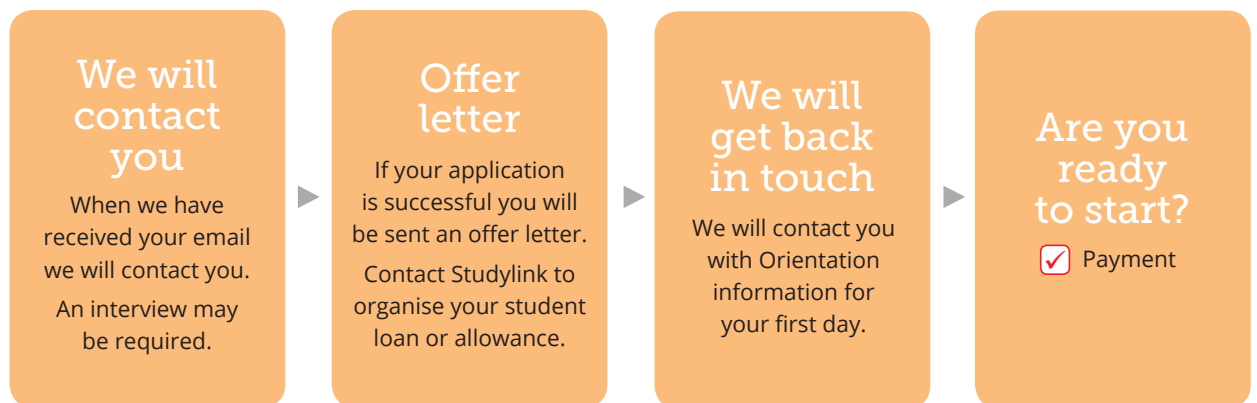 We will
contact
you
When we have
received your email
we will contact you.
An interview may
be required.
Offer
letter
If your application
is successful you will
be sent an offer letter.
Contact Studylink to
organise your student
loan or allowance.
We will
get back
in touch
We will contact you
with Orientation
information for
your first day.
Are you
ready
to start?
Payment